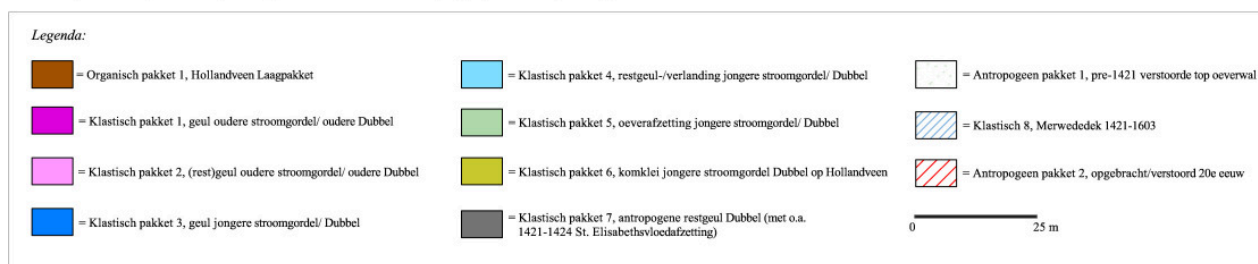 Legenda:
= Organisch pakket 1, Hollandveen Laagpakket
= Klastisch pakket 1, geul oudere stroomgordel/ oudere Dubbel
= Klastisch pakket 2, (rest)geul oudere stroomgordel/ oudere Dubbel
= Klastisch pakket 3, geul jongere stroomgordel/ Dubbel
= Klastisch pakket 4, restgeul-/verlanding jongere stroomgordel/ Dubbel
= Klastisch pakket 5, oeverafzetting jongere stroomgordel/ Dubbel
= Klastisch pakket 6, komklei jongere stroomgordel Dubbel op Hollandveen
= Klastisch pakket 7, antropogene restgeul Dubbel (met o.a.
1421-1424 St. Elisabethsvloedafzetting)
= Antropogeen pakket 1, pre-1421 verstoorde top oeverwal
= Klastisch 8, Merwededek 1421-1603
= Antropogeen pakket 2, opgebracht/verstoord 20e eeuw
0 25 m